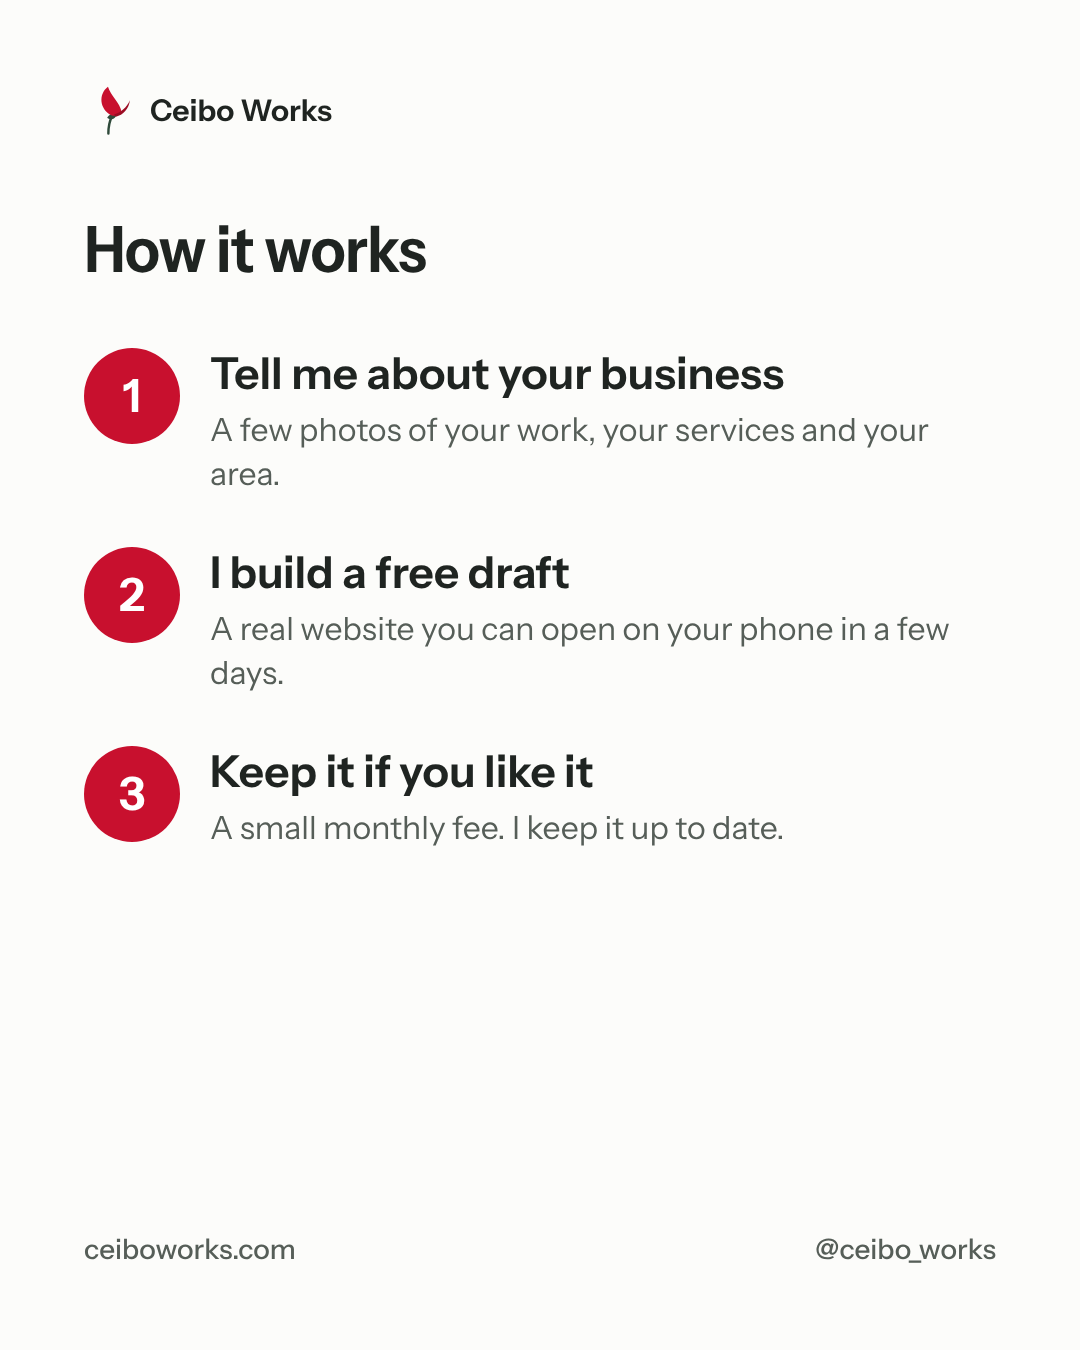 Ceibo Works
How it works
1
Tell me about your business
A few photos of your work, your services and your
area.
2
I build a free draft
A real website you can open on your phone in a few
days.
3
Keep it if you like it
A small monthly fee. I keep it up to date.
ceiboworks.com
@ceibo_works